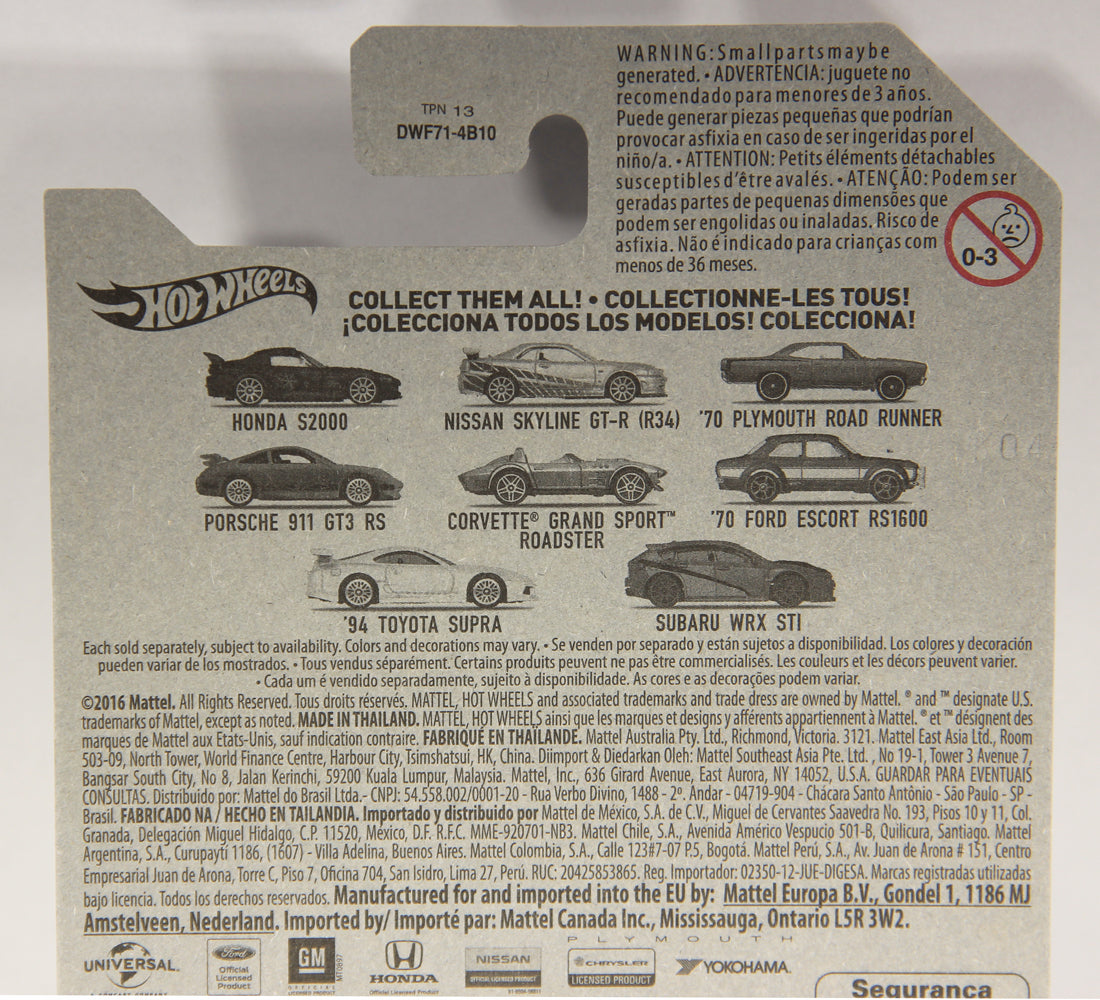 TPN 13
DWF71-4B10
WARNING: Small parts may be
generated. • ADVERTENCIA: juguete no
recomendado para menores de 3 años.
Puede generar piezas pequeñas que podrían
provocar asfixia en caso de ser ingeridas por el
niño/a. • ATTENTION: Petits éléments détachables
susceptibles d'être avalés. • ATENÇÃO: Podem ser
geradas partes de pequenas dimensões que
podem ser engolidas ou inaladas. Risco de
asfixia. Não é indicado para crianças com
menos de 36 meses.
0-3
HOT WHEELS
COLLECT THEM ALL! • COLLECTIONNE-LES TOUS!
¡COLECCIONA TODOS LOS MODELOS! COLECCIONA!
HONDA S2000
NISSAN SKYLINE GT-R (R34)
'70 PLYMOUTH ROAD RUNNER
PORSCHE 911 GT3 RS
CORVETTE® GRAND SPORT™
ROADSTER
'70 FORD ESCORT RS1600
'94 TOYOTA SUPRA
SUBARU WRX STI
Each sold separately, subject to availability. Colors and decorations may vary. • Se venden por separado y están sujetos a disponibilidad. Los colores y decoración
pueden variar de los mostrados. • Tous vendus séparément. Certains produits peuvent ne pas être commercialisés. Les couleurs et les décors peuvent varier.
• Cada um é vendido separadamente, sujeito à disponibilidade. As cores e as decorações podem variar.
©2016 Mattel. All Rights Reserved. Tous droits réservés. MATTEL, HOT WHEELS and associated trademarks and trade dress are owned by Mattel. ® and ™ designate U.S.
trademarks of Mattel, except as noted. MADE IN THAILAND. MATTEL, HOT WHEELS ainsi que les marques et designs y afférents appartiennent à Mattel. ® et ™ désignent des
marques de Mattel aux Etats-Unis, sauf indication contraire. FABRIQUÉ EN THAÏLANDE. Mattel Australia Pty. Ltd., Richmond, Victoria. 3121. Mattel East Asia Ltd., Room
503-09, North Tower, World Finance Centre, Harbour City, Tsimshatsui, HK, China. Diimport & Diedarkan Oleh: Mattel Southeast Asia Pte. Ltd. , No 19-1, Tower 3 Avenue 7,
Bangsar South City, No 8, Jalan Kerinchi, 59200 Kuala Lumpur, Malaysia. Mattel, Inc., 636 Girard Avenue, East Aurora, NY 14052, U.S.A. GUARDAR PARA EVENTUAIS
CONSULTAS. Distribuido por: Mattel do Brasil Ltda.- CNPJ: 54.558.002/0001-20 - Rua Verbo Divino, 1488 - 2º. Andar - 04719-904 - Chácara Santo Antônio - São Paulo - SP -
Brasil. FABRICADO NA / HECHO EN TAILANDIA. Importado y distribuido por Mattel de México, S.A. de C.V., Miguel de Cervantes Saavedra No. 193, Pisos 10 y 11, Col.
Granada, Delegación Miguel Hidalgo, C.P. 11520, México, D.F. R.F.C. MME-920701-NB3. Mattel Chile, S.A., Avenida Américo Vespucio 501-B, Quilicura, Santiago. Mattel
Argentina, S.A., Curupaytí 1186, (1607) - Villa Adelina, Buenos Aires. Mattel Colombia, S.A., Calle 123#7-07 P.5, Bogotá. Mattel Perú, S.A., Av. Juan de Arona # 151, Centro
Empresarial Juan de Arona, Torre C, Piso 7, Oficina 704, San Isidro, Lima 27, Perú. RUC: 20425853865. Reg. Importador: 02350-12-JUE-DIGESA. Marcas registradas utilizadas
bajo licencia. Todos los derechos reservados. Manufactured for and imported into the EU by: Mattel Europa B.V., Gondel 1, 1186 MJ
Amstelveen, Nederland. Imported by/ Importé par: Mattel Canada Inc., Mississauga, Ontario L5R 3W2.
PLYMOUTH
UNIVERSAL.
Ford
Official
Licensed
Product
GM
OFFICIAL
LICENSED PRODUCT
MT0897
HONDA
Official Licensed Product
NISSAN
OFFICIAL LICENSED PRODUCT
CHRYSLER
LICENSED PRODUCT
YOKOHAMA.
Segurança